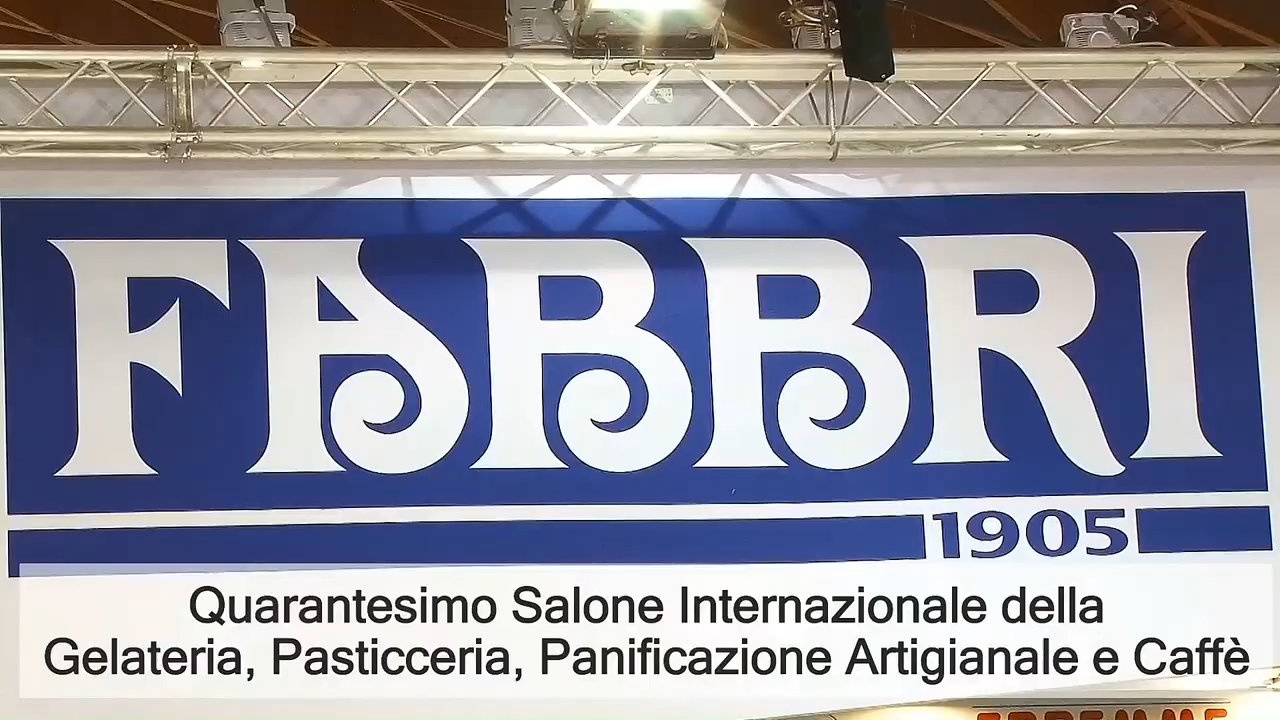 FABBRI
1905
Quarantesimo Salone Internazionale della
Gelateria, Pasticceria, Panificazione Artigianale e Caffè